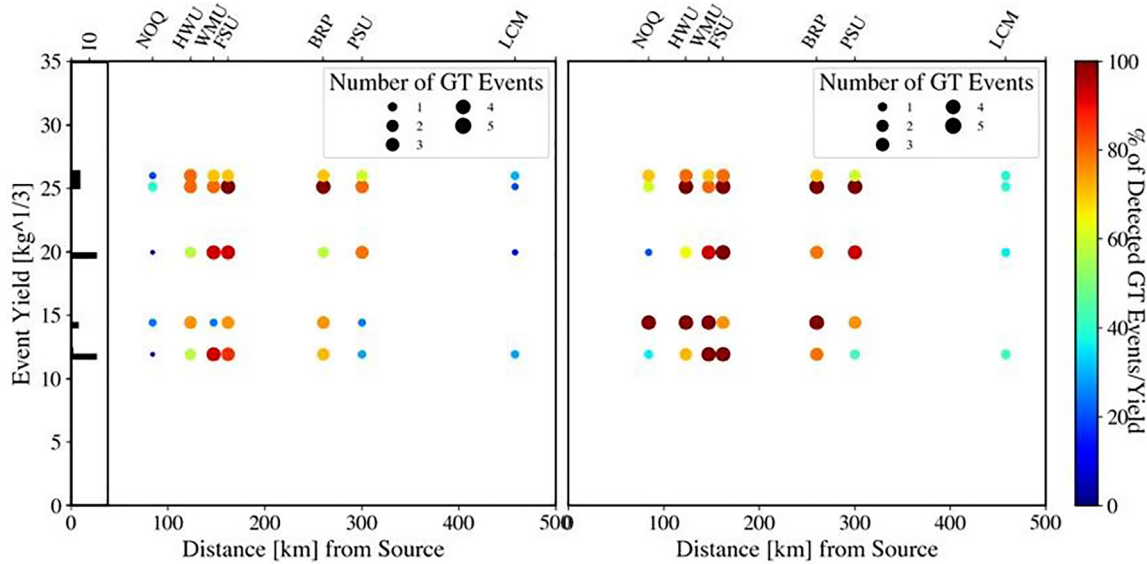 10 NOQ HWU WMU FSU BRP PSU LCM NOQ HWU WMU FSU BRP PSU LCM
35
30
25
20
15
10
5
0
Event Yield [kg^1/3]
Number of GT Events
1 4
2 5
3
Number of GT Events
1 4
2 5
3
0 100 200 300 400 500
Distance [km] from Source
0 100 200 300 400 500
Distance [km] from Source
100
80
60
40
20
0
% of Detected GT Events/Yield